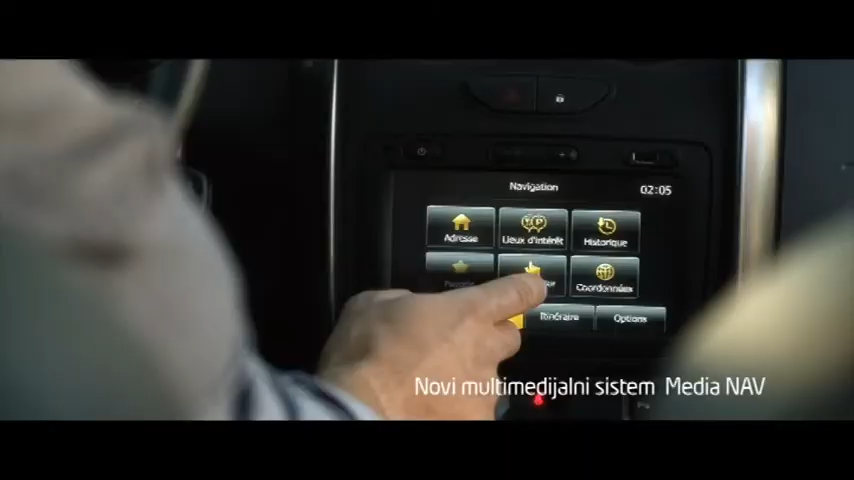 Navigation
02:05
Adresse
Lieux d'intérêt
Historique
Coordonnées
Itinéraire
Options
Novi multimedijalni sistem Media NAV